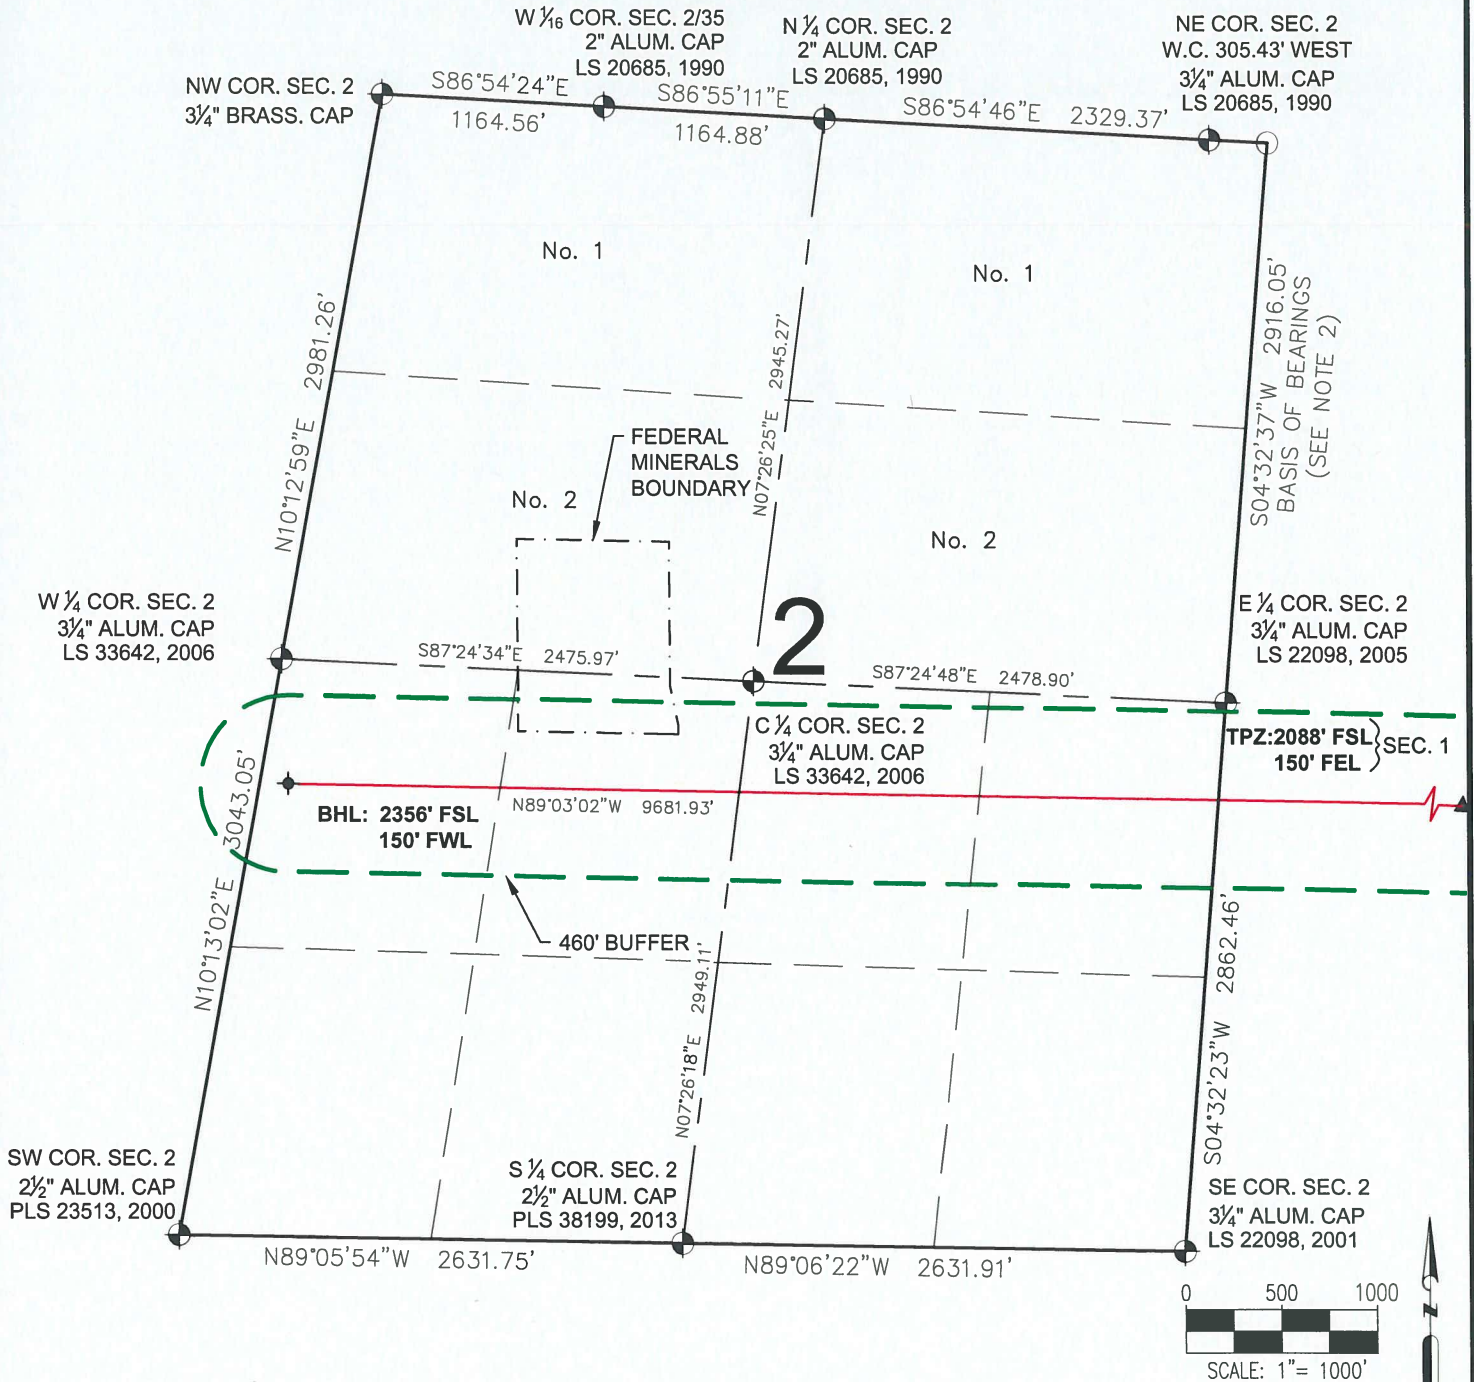 W 1/16 COR. SEC. 2/35
2" ALUM. CAP
LS 20685, 1990
N 1/4 COR. SEC. 2
2" ALUM. CAP
LS 20685, 1990
NE COR. SEC. 2
W.C. 305.43' WEST
3 1/4" ALUM. CAP
LS 20685, 1990
NW COR. SEC. 2
3 1/4" BRASS. CAP
S86°54'24"E
1164.56'
S86°55'11"E
1164.88'
S86°54'46"E 2329.37'
No. 1
No. 1
N10°12'59"E 2981.26'
N07°26'25"E 2945.27'
S04°32'37"W 2916.05'
BASIS OF BEARINGS
(SEE NOTE 2)
FEDERAL
MINERALS
BOUNDARY
No. 2
No. 2
2
W 1/4 COR. SEC. 2
3 1/4" ALUM. CAP
LS 33642, 2006
E 1/4 COR. SEC. 2
3 1/4" ALUM. CAP
LS 22098, 2005
S87°24'34"E 2475.97'
S87°24'48"E 2478.90'
C 1/4 COR. SEC. 2
3 1/4" ALUM. CAP
LS 33642, 2006
TPZ:2088' FSL
150' FEL
SEC. 1
BHL: 2356' FSL
150' FWL
N89°03'02"W 9681.93'
N10°13'02"E 3043.05'
460' BUFFER
N07°26'18"E 2949.11'
S04°32'23"W 2862.46'
SW COR. SEC. 2
2 1/2" ALUM. CAP
PLS 23513, 2000
S 1/4 COR. SEC. 2
2 1/2" ALUM. CAP
PLS 38199, 2013
SE COR. SEC. 2
3 1/4" ALUM. CAP
LS 22098, 2001
N89°05'54"W 2631.75'
N89°06'22"W 2631.91'
0 500 1000
SCALE: 1"= 1000'
N